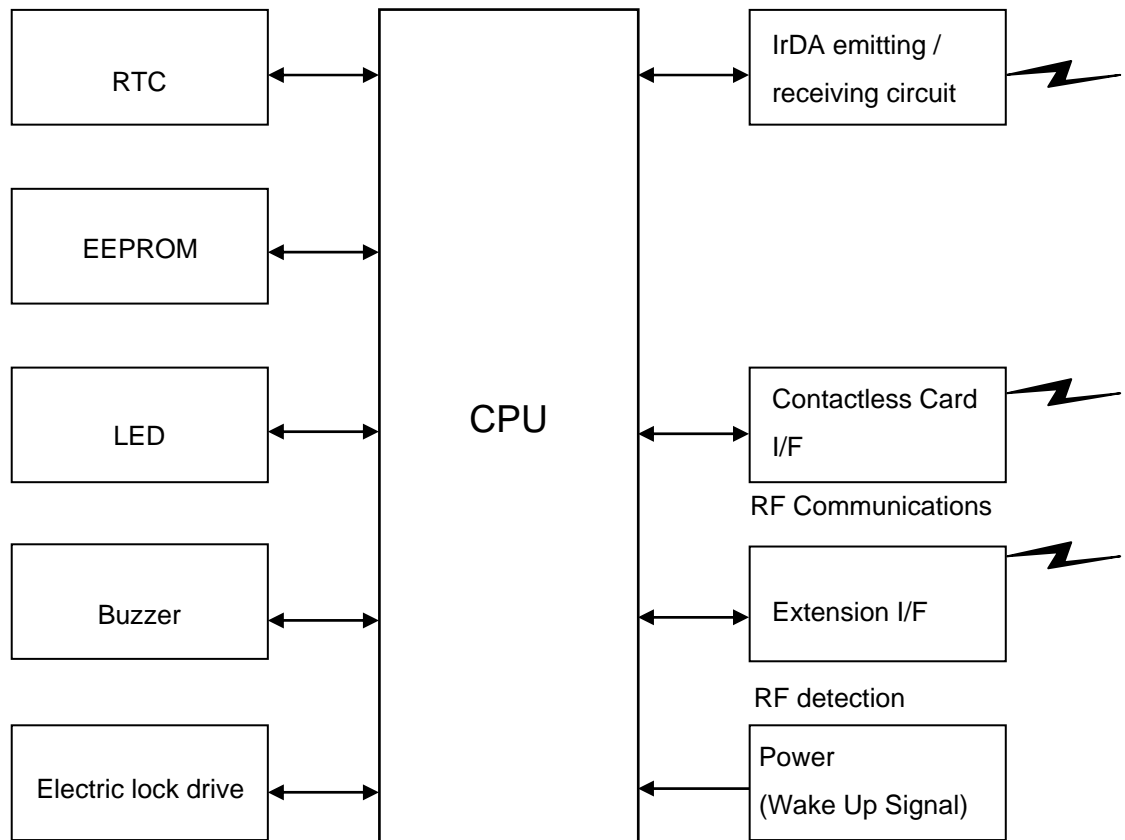 RTC
EEPROM
LED
Buzzer
Electric lock drive
CPU
IrDA emitting /
receiving circuit
Contactless Card
I/F
RF Communications
Extension I/F
RF detection
Power
(Wake Up Signal)